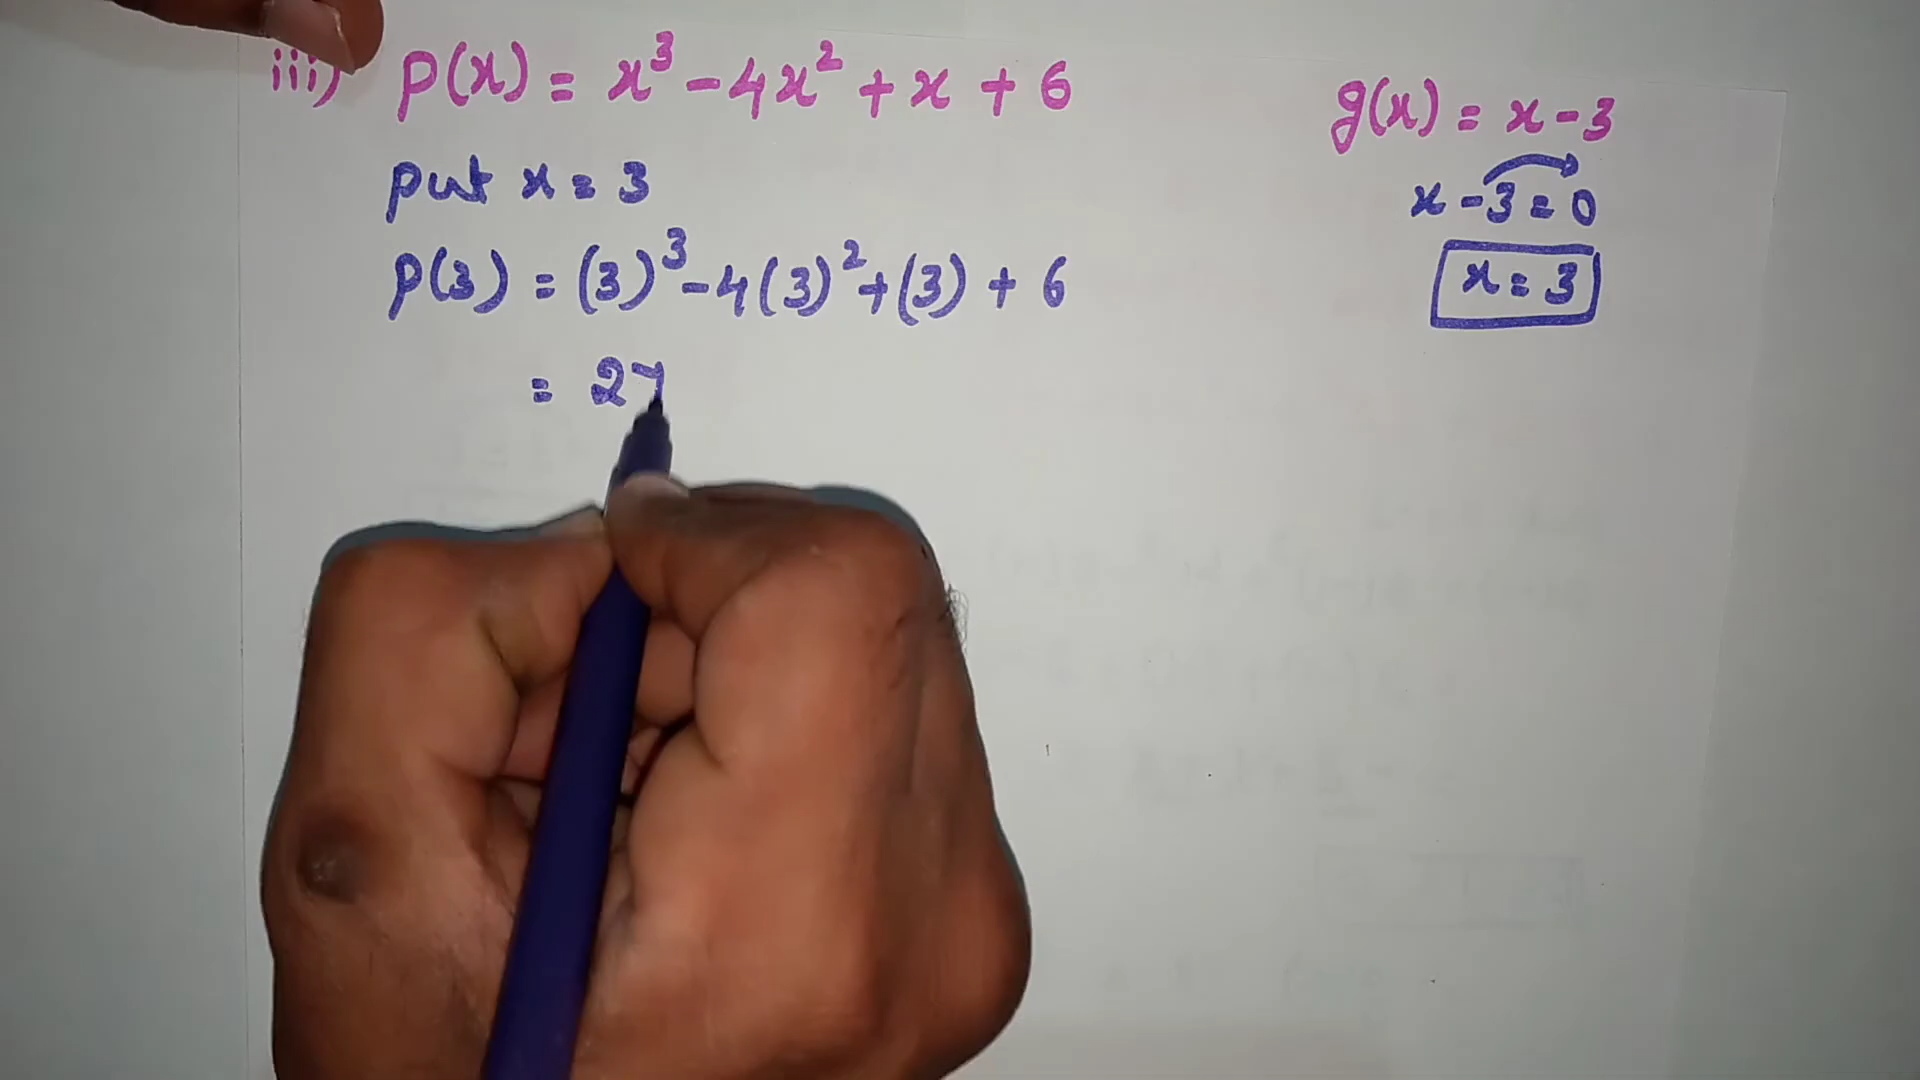 iii) p(x) = x³ - 4x² + x + 6
g(x) = x - 3
put x = 3
x - 3 = 0
p(3) = (3)³ - 4(3)² + (3) + 6
x = 3
= 27